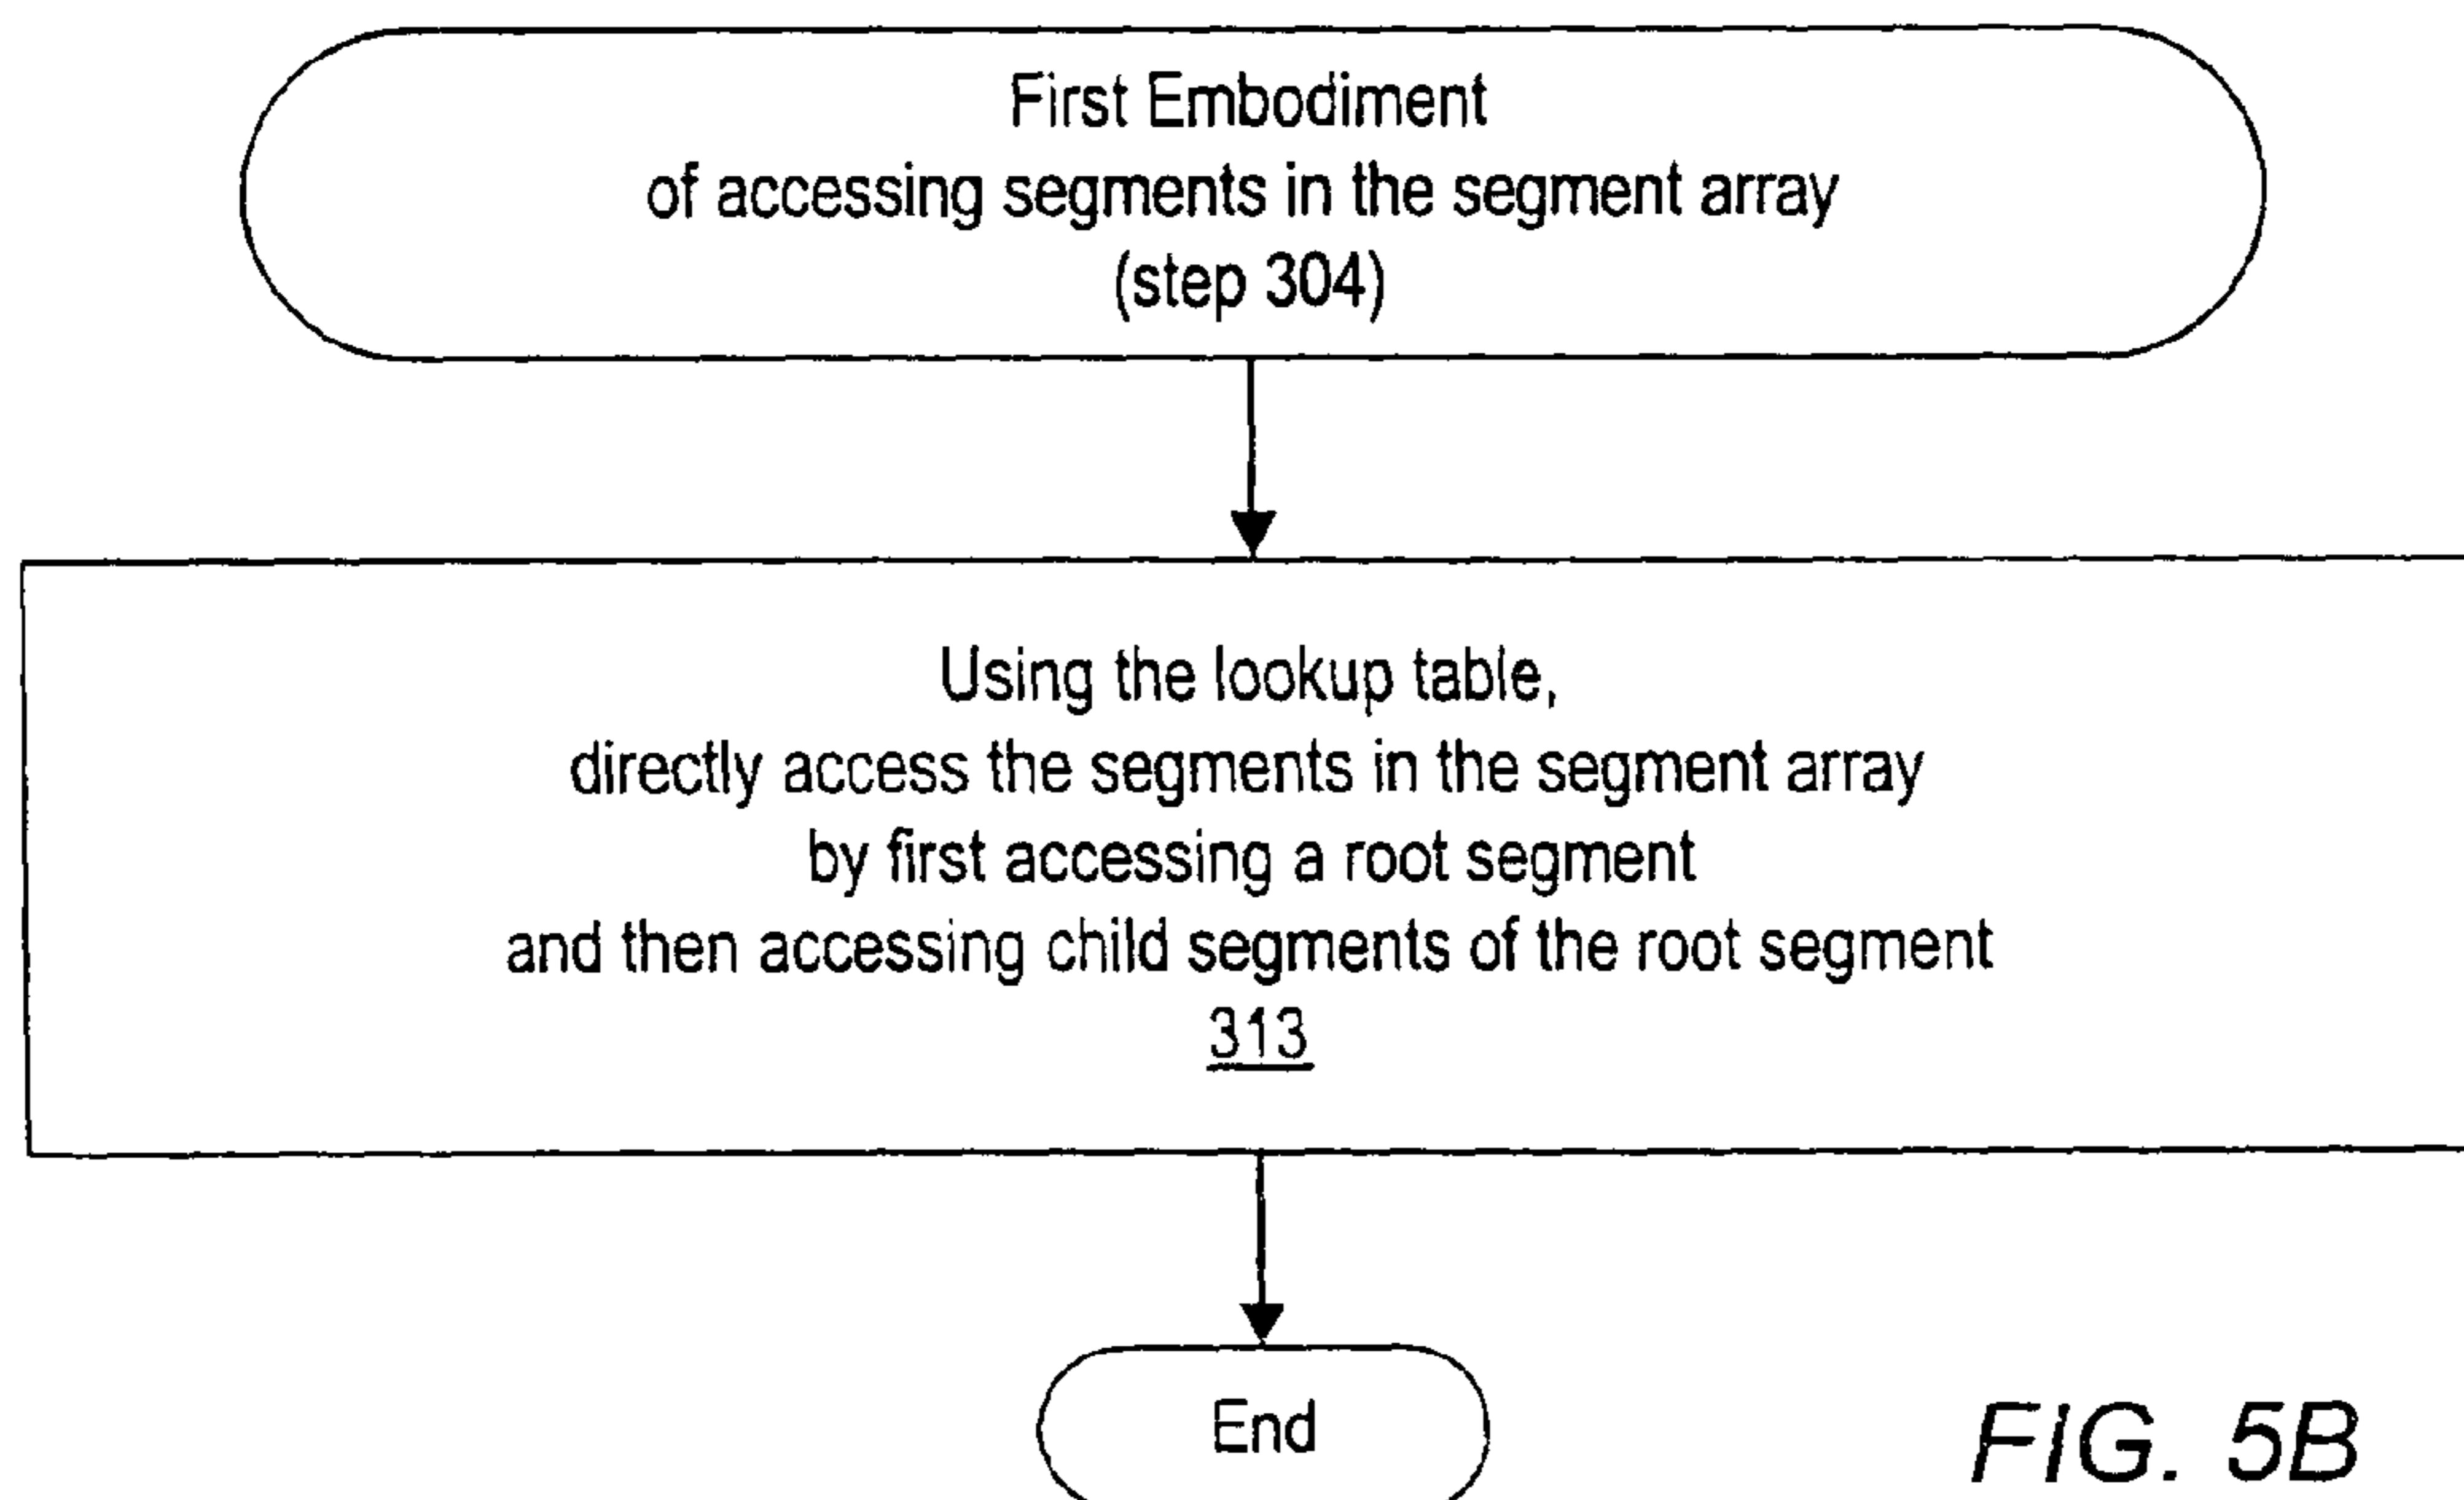 First Embodiment
of accessing segments in the segment array
(step 304)
Using the lookup table,
directly access the segments in the segment array
by first accessing a root segment
and then accessing child segments of the root segment
313
End
FIG. 5B